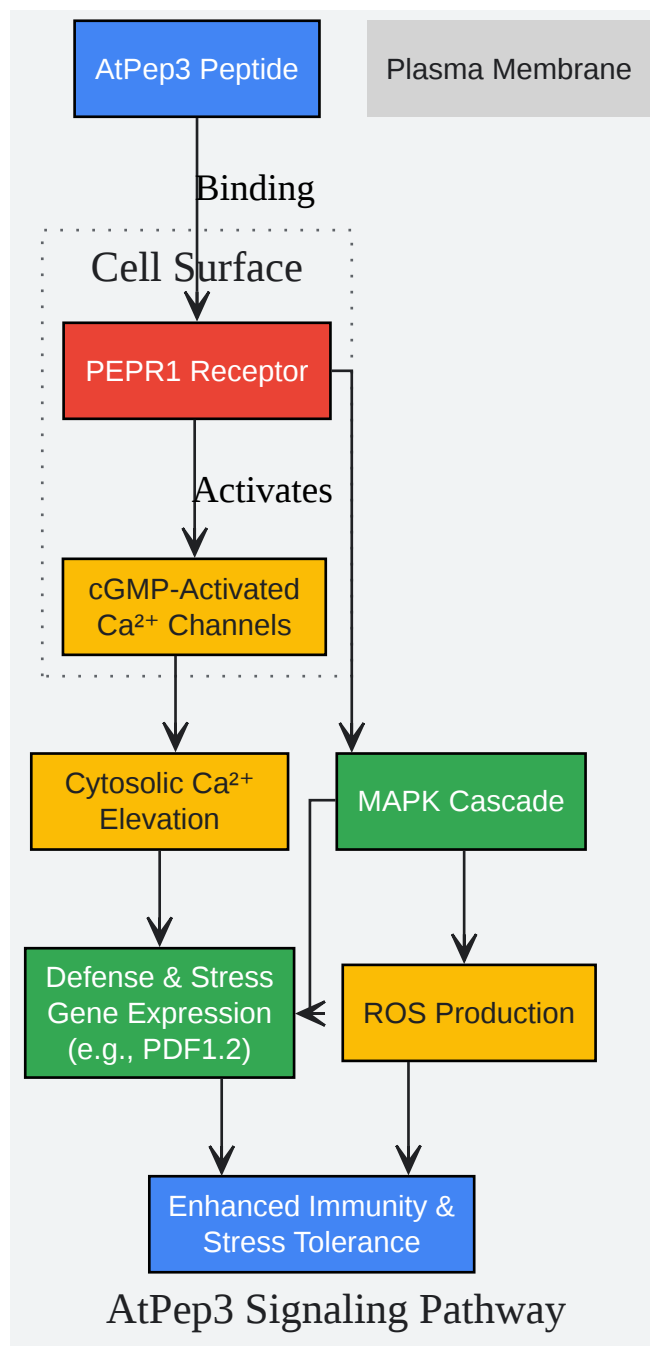 AtPep3 Peptide
Plasma Membrane
Binding
Cell Surface
PEPR1 Receptor
Activates
cGMP-Activated
Ca²⁺ Channels
Cytosolic Ca²⁺
Elevation
MAPK Cascade
Defense & Stress
Gene Expression
(e.g., PDF1.2)
ROS Production
Enhanced Immunity &
Stress Tolerance
AtPep3 Signaling Pathway